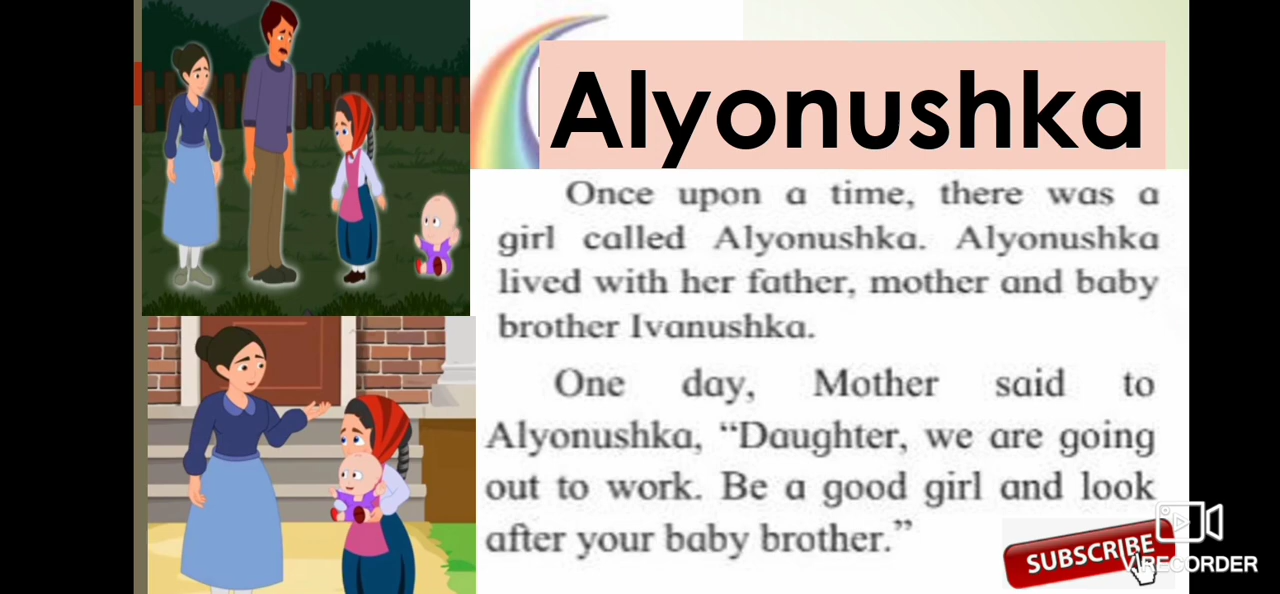 Alyonushka
Once upon a time, there was a
girl called Alyonushka. Alyonushka
lived with her father, mother and baby
brother Ivanushka.
One day, Mother said to
Alyonushka, “Daughter, we are going
out to work. Be a good girl and look
after your baby brother.”
SUBSCRIBE
VIRECORDER